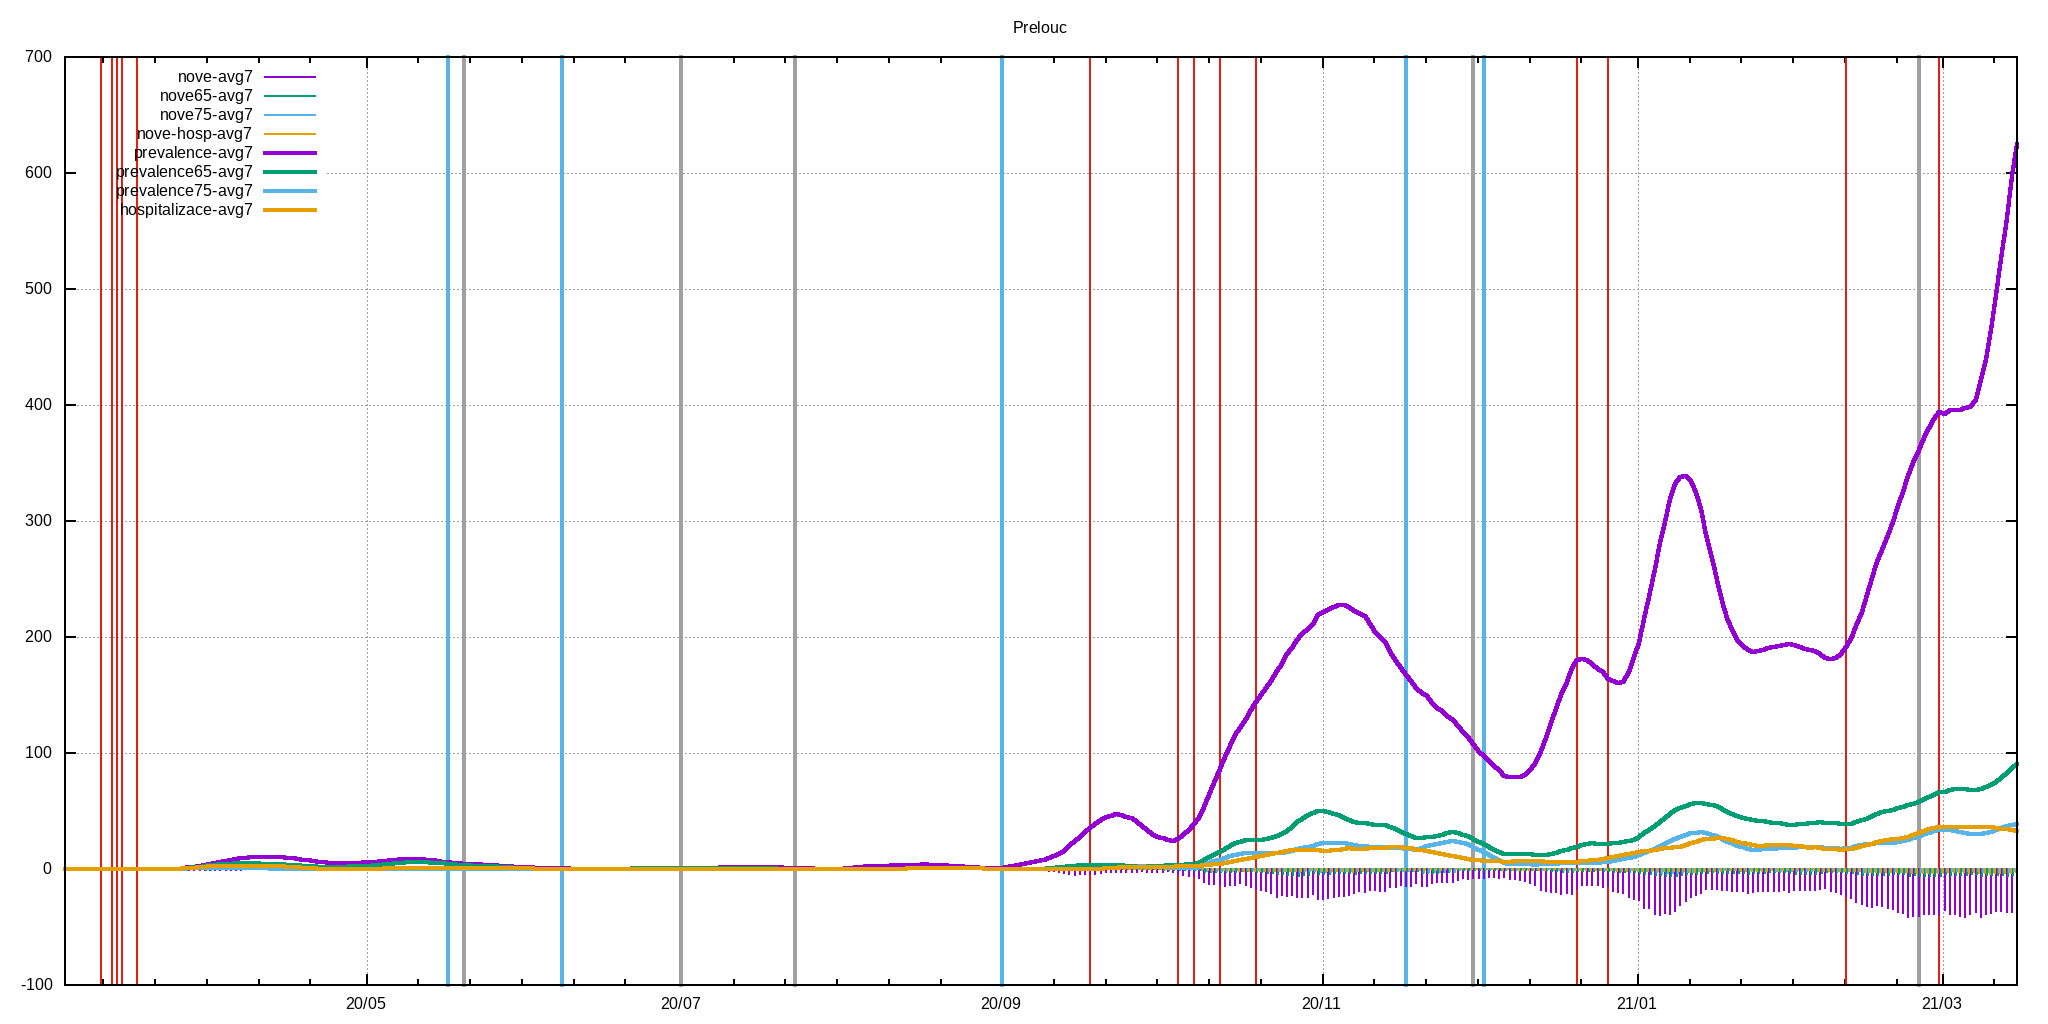 Prelouc
700
600
500
400
300
200
100
0
-100
nove-avg7
nove65-avg7
nove75-avg7
nove-hosp-avg7
prevalence-avg7
prevalence65-avg7
prevalence75-avg7
hospitalizace-avg7
20/05
20/07
20/09
20/11
21/01
21/03